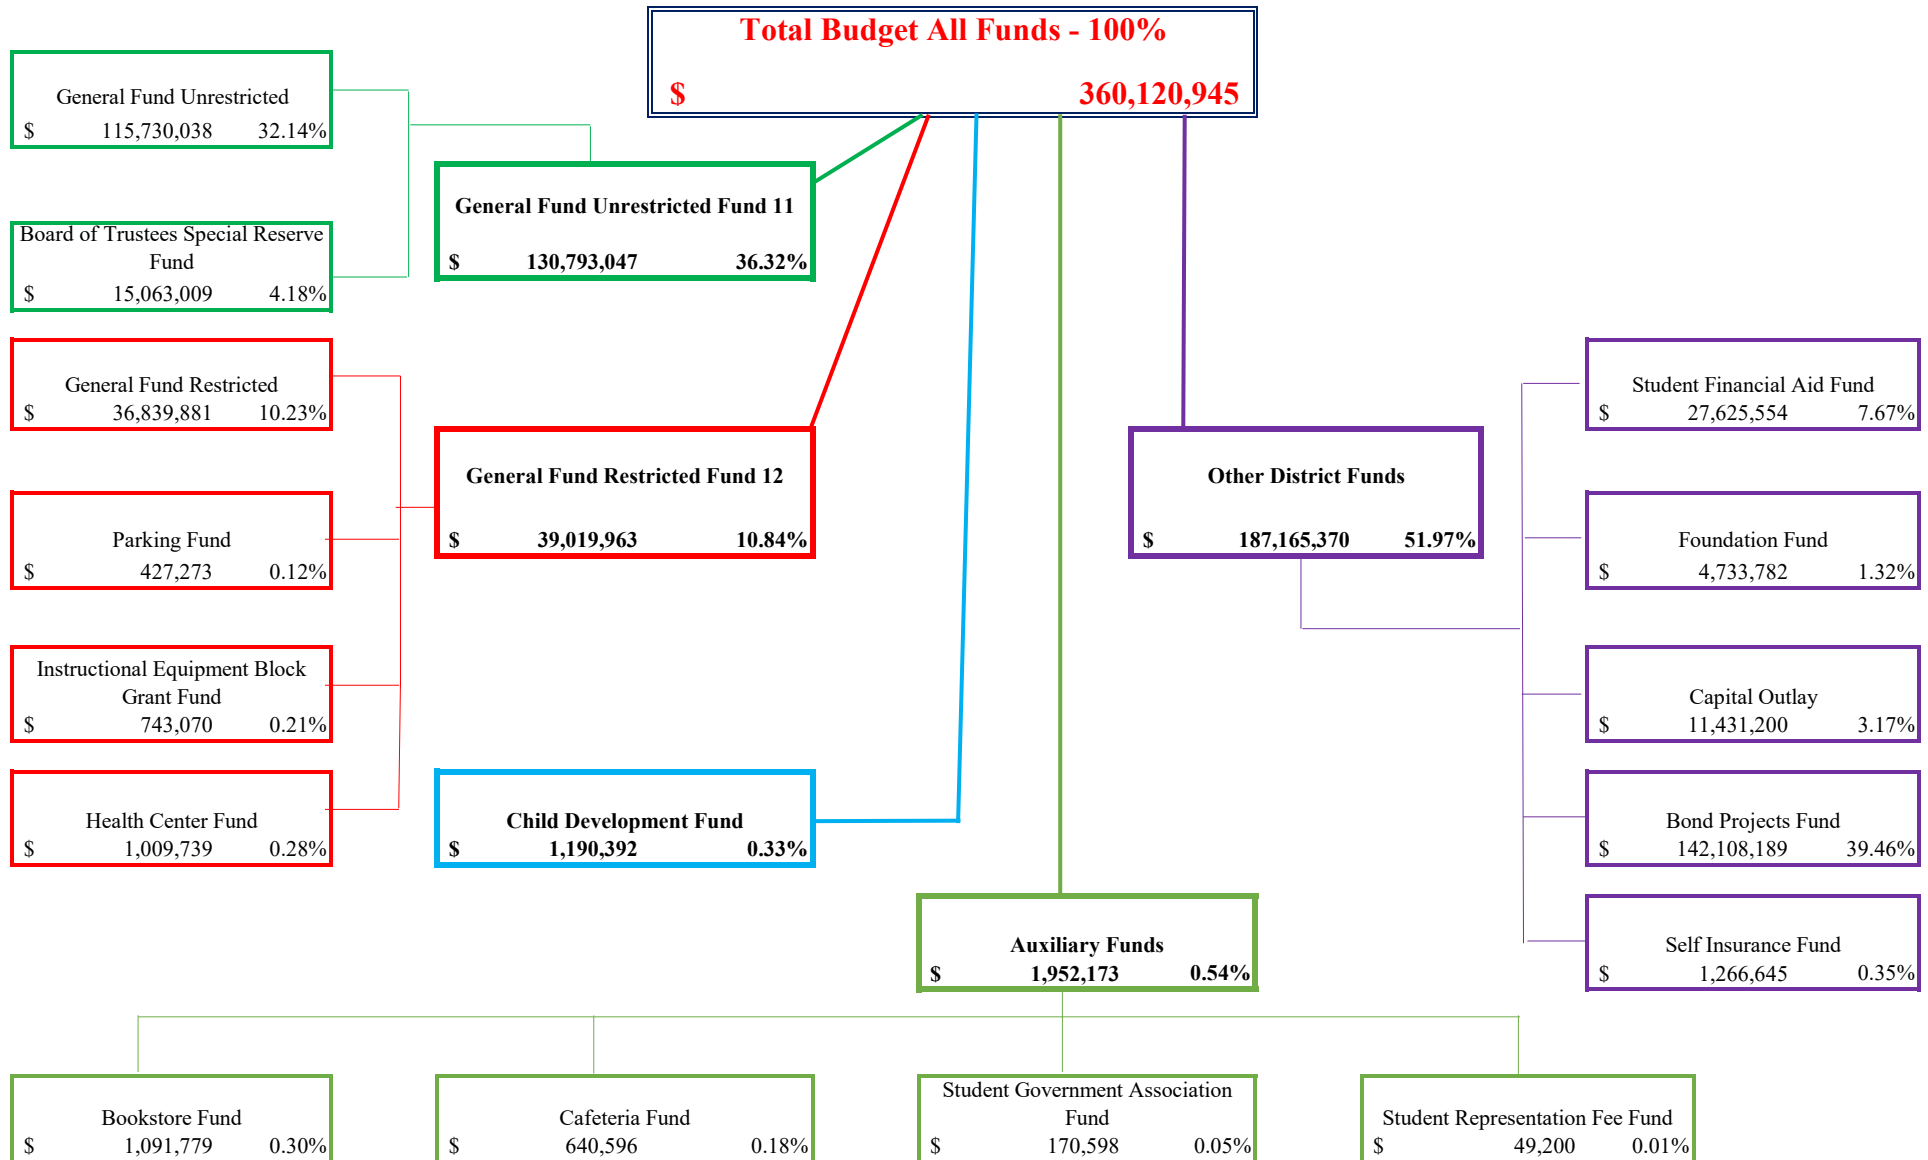 Total Budget All Funds - 100%
$ 360,120,945
General Fund Unrestricted
$ 115,730,038 32.14%
General Fund Unrestricted Fund 11
$ 130,793,047 36.32%
Board of Trustees Special Reserve
Fund
$ 15,063,009 4.18%
General Fund Restricted
$ 36,839,881 10.23%
Student Financial Aid Fund
$ 27,625,554 7.67%
General Fund Restricted Fund 12
$ 39,019,963 10.84%
Other District Funds
$ 187,165,370 51.97%
Parking Fund
$ 427,273 0.12%
Foundation Fund
$ 4,733,782 1.32%
Instructional Equipment Block
Grant Fund
$ 743,070 0.21%
Capital Outlay
$ 11,431,200 3.17%
Health Center Fund
$ 1,009,739 0.28%
Child Development Fund
$ 1,190,392 0.33%
Bond Projects Fund
$ 142,108,189 39.46%
Auxiliary Funds
$ 1,952,173 0.54%
Self Insurance Fund
$ 1,266,645 0.35%
Bookstore Fund
$ 1,091,779 0.30%
Cafeteria Fund
$ 640,596 0.18%
Student Government Association
Fund
$ 170,598 0.05%
Student Representation Fee Fund
$ 49,200 0.01%